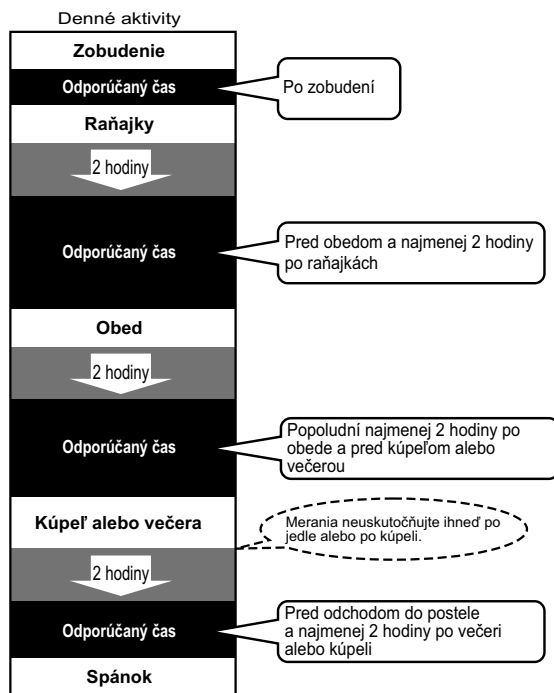 Denné aktivity
Zobudenie
Odporúčaný čas
Po zobudení
Raňajky
2 hodiny
Odporúčaný čas
Pred obedom a najmenej 2 hodiny
po raňajkách
Obed
2 hodiny
Odporúčaný čas
Popoludní najmenej 2 hodiny po
obede a pred kúpeľom alebo
večerou
Kúpeľ alebo večera
Merania neuskutočňujte ihneď po
jedle alebo po kúpeli.
2 hodiny
Odporúčaný čas
Pred odchodom do postele
a najmenej 2 hodiny po večeri
alebo kúpeli
Spánok